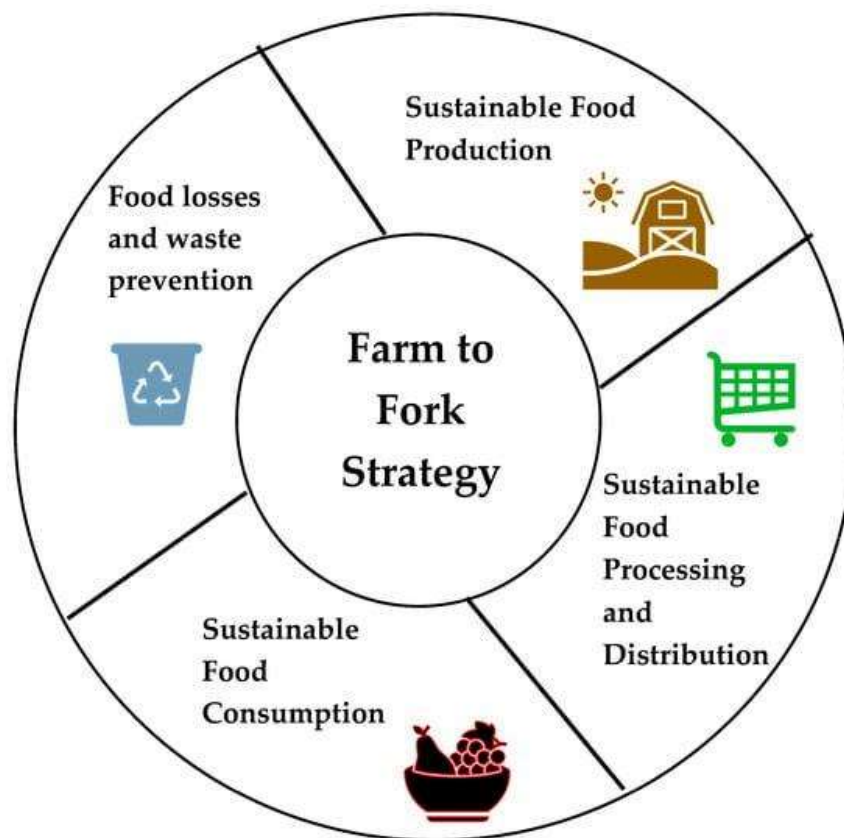 Sustainable Food
Production
Food losses
and waste
prevention
Farm to
Fork
Strategy
Sustainable
Food
Processing
and
Distribution
Sustainable
Food
Consumption